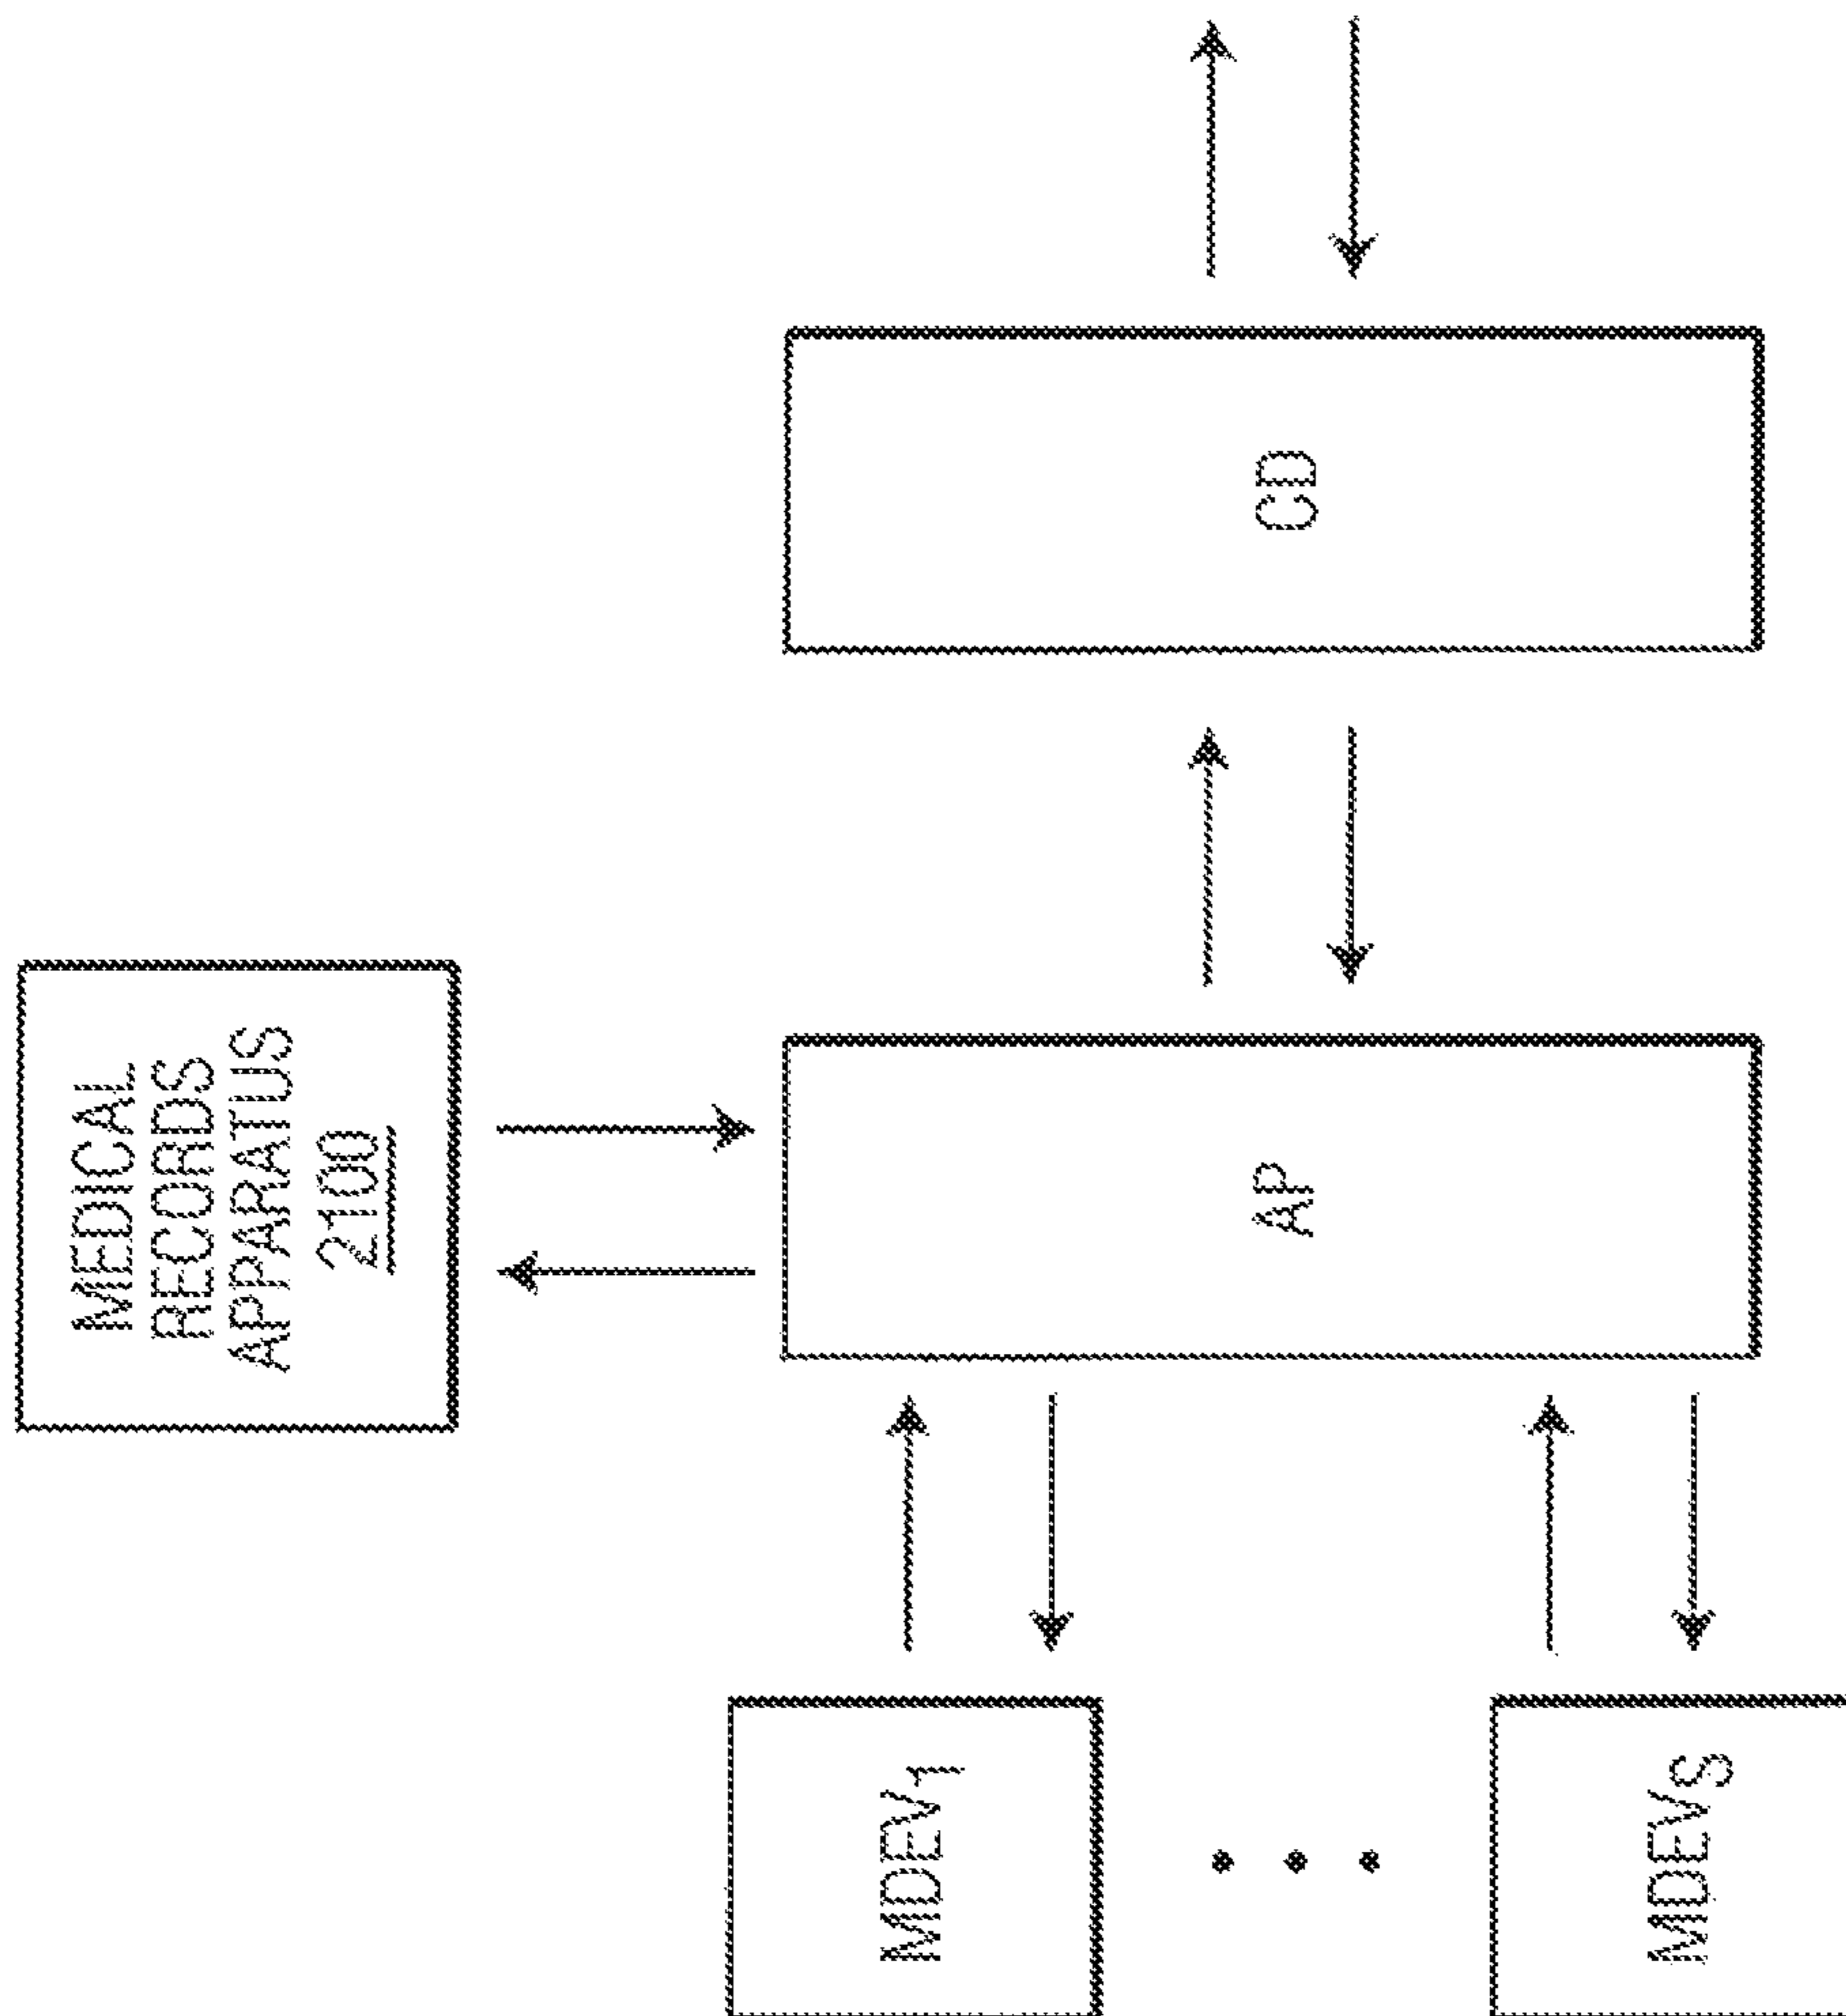 MEDICAL
RECORDS
APPARATUS
2100
MDEV1
AP
CD
MDEVS